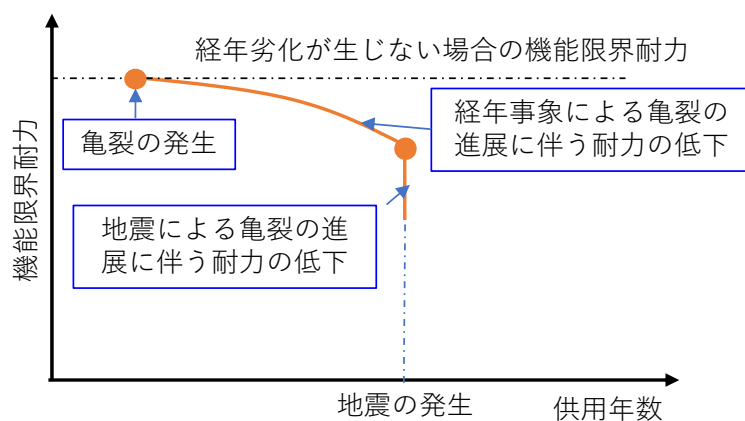 経年劣化が生じない場合の機能限界耐力
亀裂の発生
経年事象による亀裂の
進展に伴う耐力の低下
地震による亀裂の進
展に伴う耐力の低下
機能限界耐力
地震の発生
供用年数